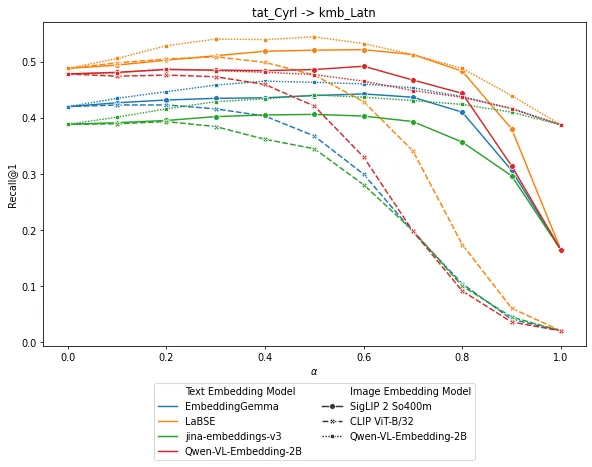 tat_Cyrl -> kmb_Latn
Recall@1
0.5
0.4
0.3
0.2
0.1
0.0
0.0 0.2 0.4 0.6 0.8 1.0
α
Text Embedding Model
EmbeddingGemma
LaBSE
jina-embeddings-v3
Qwen-VL-Embedding-2B
Image Embedding Model
SigLIP 2 So400m
CLIP ViT-B/32
Qwen-VL-Embedding-2B